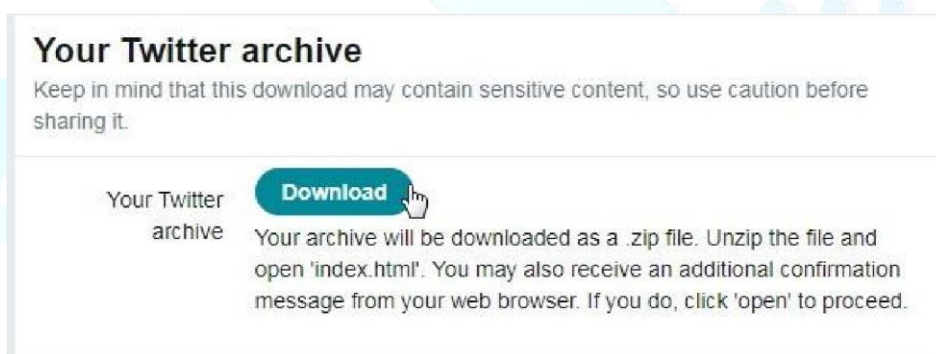 Your Twitter archive
Keep in mind that this download may contain sensitive content, so use caution before
sharing it.
Your Twitter
archive
Download
Your archive will be downloaded as a .zip file. Unzip the file and
open 'index.html'. You may also receive an additional confirmation
message from your web browser. If you do, click 'open' to proceed.